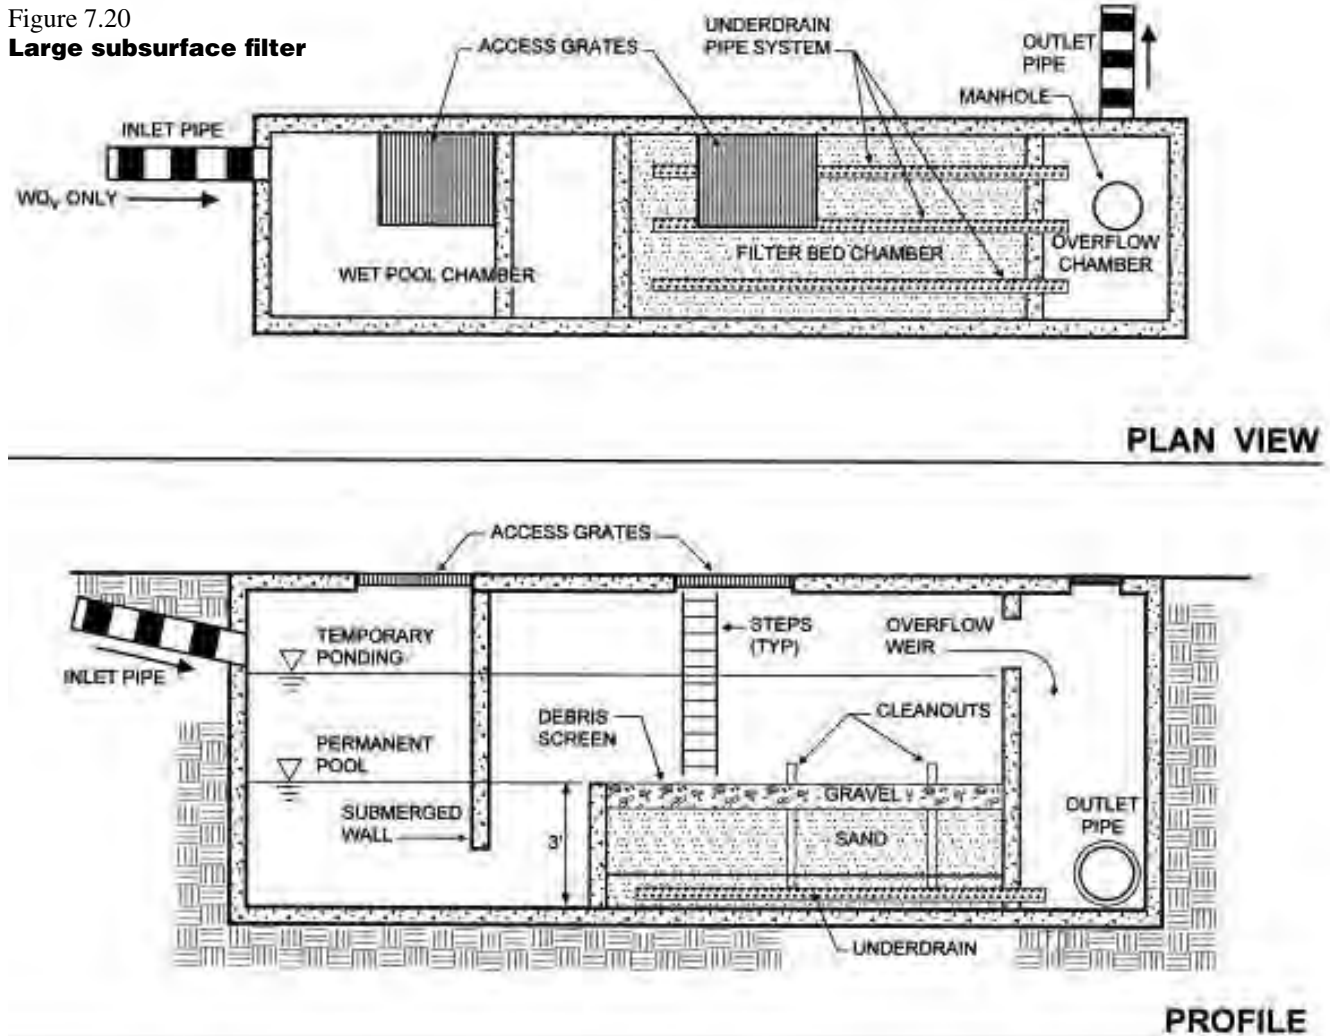 Figure 7.20
Large subsurface filter
ACCESS GRATES
UNDERDRAIN
PIPE SYSTEM
OUTLET
PIPE
MANHOLE
INLET PIPE
WQv ONLY
WET POOL CHAMBER
FILTER BED CHAMBER
OVERFLOW
CHAMBER
PLAN VIEW
ACCESS GRATES
INLET PIPE
TEMPORARY
PONDING
STEPS
(TYP)
OVERFLOW
WEIR
DEBRIS
SCREEN
CLEANOUTS
PERMANENT
POOL
SUBMERGED
WALL
3'
GRAVEL
SAND
OUTLET
PIPE
UNDERDRAIN
PROFILE